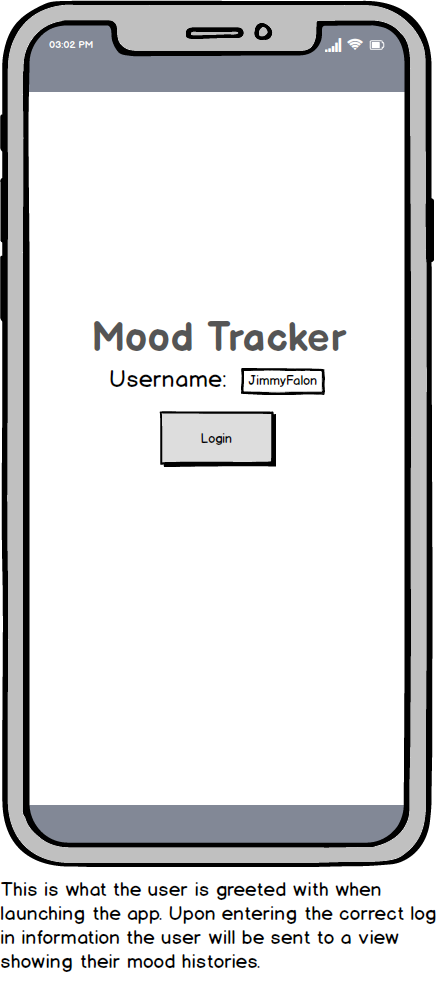 03:02 PM
Mood Tracker
Username: JimmyFalon
Login
This is what the user is greeted with when
launching the app. Upon entering the correct log
in information the user will be sent to a view
showing their mood histories.